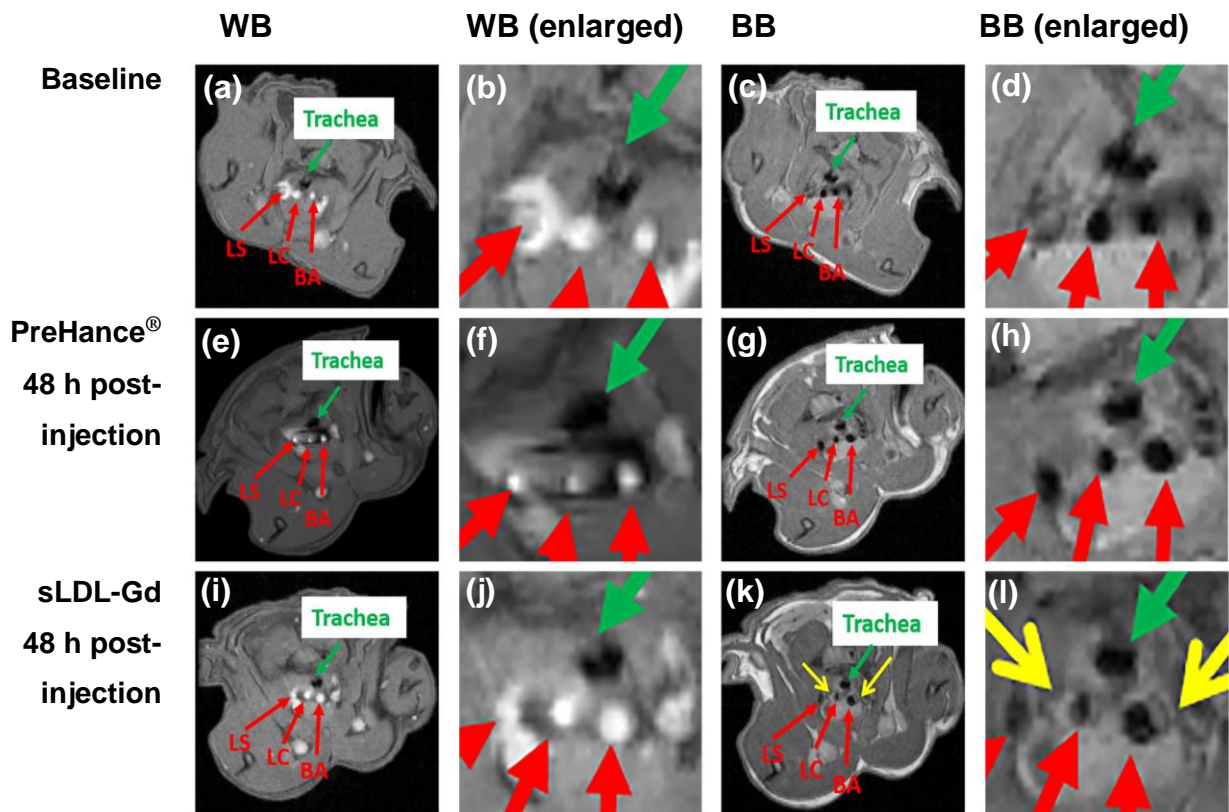 WB WB (enlarged) BB BB (enlarged)
Baseline
(a) (b) (c) (d)
Trachea Trachea
LS LC BA LS LC BA
PreHance®
48 h post-
injection
(e) (f) (g) (h)
Trachea Trachea
LS LC BA LS LC BA
sLDL-Gd
48 h post-
injection
(i) (j) (k) (l)
Trachea Trachea
LS LC BA LS LC BA